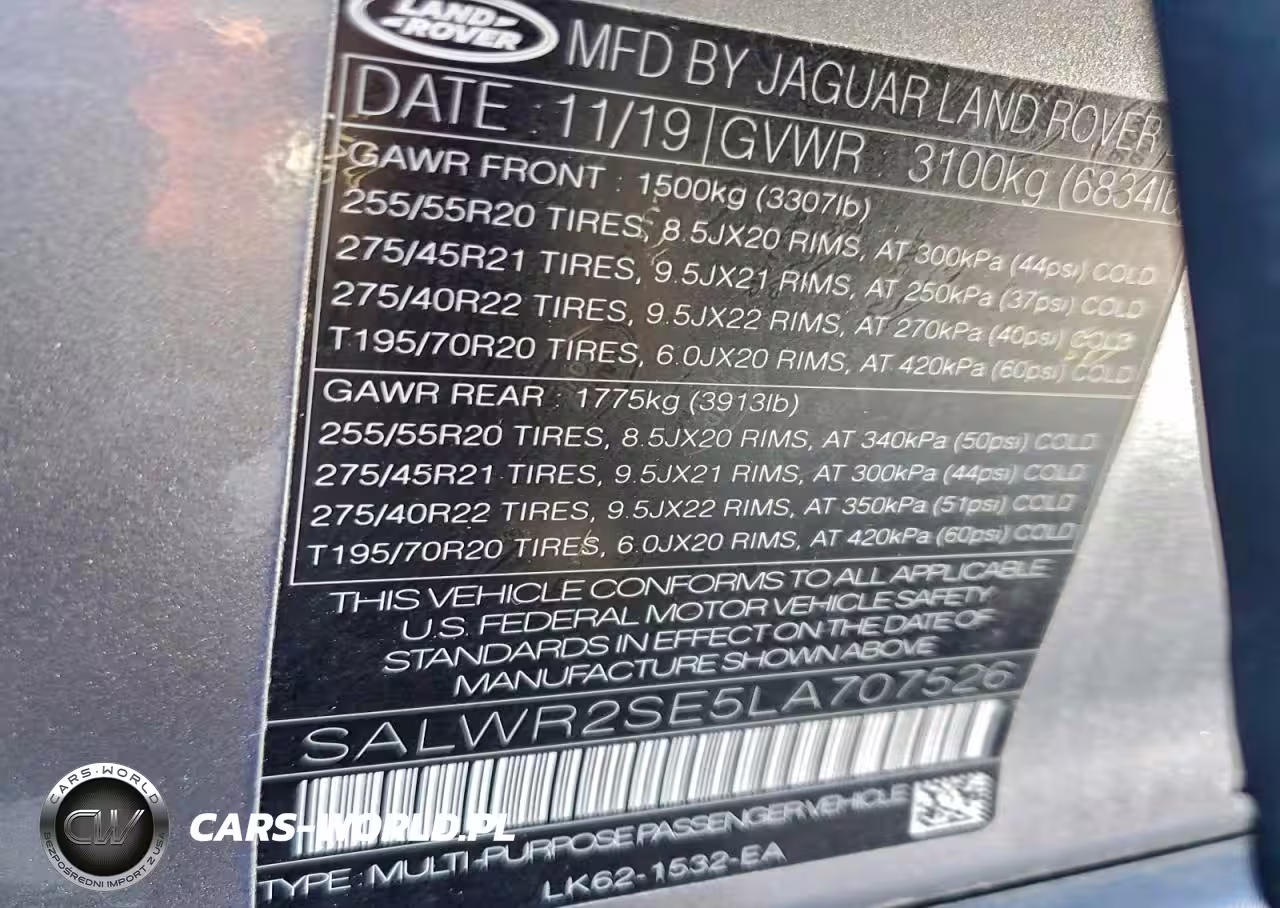 LAND ROVER
MFD BY JAGUAR LAND ROVER
DATE : 11/19 GVWR : 3100kg (6834lb
GAWR FRONT : 1500kg (3307lb)
255/55R20 TIRES, 8.5JX20 RIMS, AT 300kPa (44psi) COLD
275/45R21 TIRES, 9.5JX21 RIMS, AT 250kPa (37psi) COLD
275/40R22 TIRES, 9.5JX22 RIMS, AT 270kPa (40psi) COLD
T195/70R20 TIRES, 6.0JX20 RIMS, AT 420kPa (60psi) COLD
GAWR REAR : 1775kg (3913lb)
255/55R20 TIRES, 8.5JX20 RIMS, AT 340kPa (50psi) COLD
275/45R21 TIRES, 9.5JX21 RIMS, AT 300kPa (44psi) COLD
275/40R22 TIRES, 9.5JX22 RIMS, AT 350kPa (51psi) COLD
T195/70R20 TIRES, 6.0JX20 RIMS, AT 420kPa (60psi) COLD
THIS VEHICLE CONFORMS TO ALL APPLICABLE
U.S. FEDERAL MOTOR VEHICLE SAFETY
STANDARDS IN EFFECT ON THE DATE OF
MANUFACTURE SHOWN ABOVE
SALWR2SE5LA707526
TYPE : MULTI-PURPOSE PASSENGER VEHICLE
LK62-1532-EA
CARS-WORLD
CW
BEZPOŚREDNI IMPORT Z USA
CARS-WORLD.PL